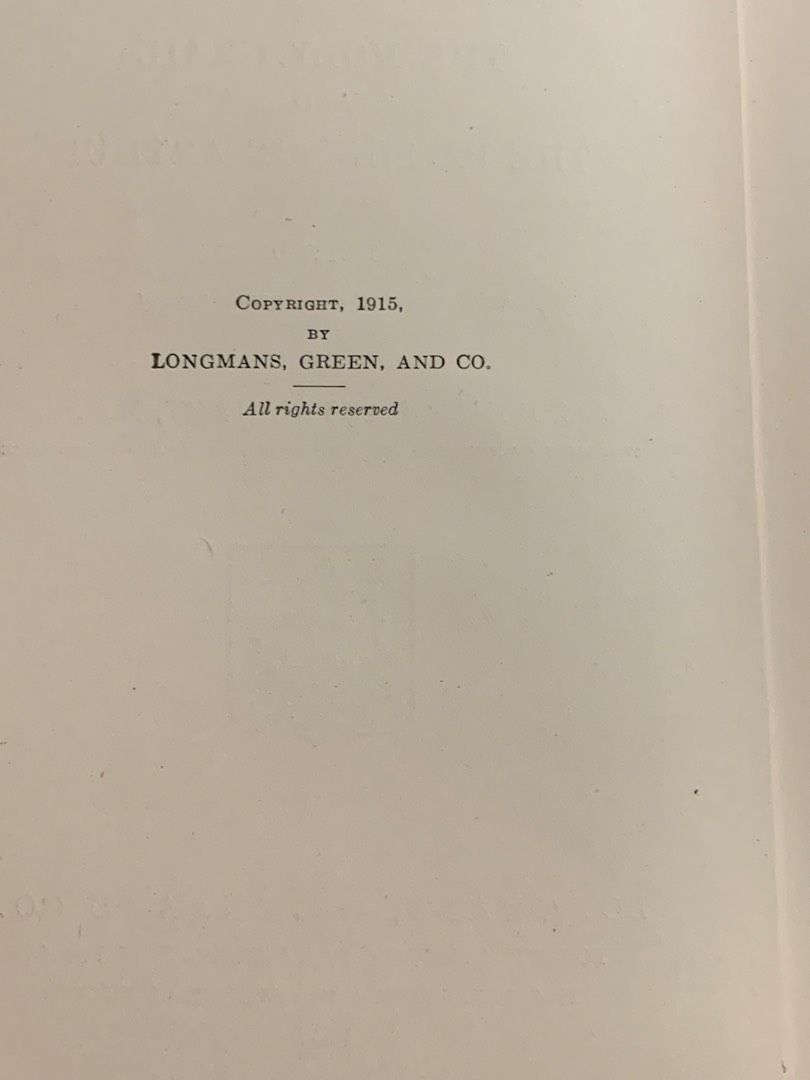 COPYRIGHT, 1915,
BY
LONGMANS, GREEN, AND CO.
All rights reserved